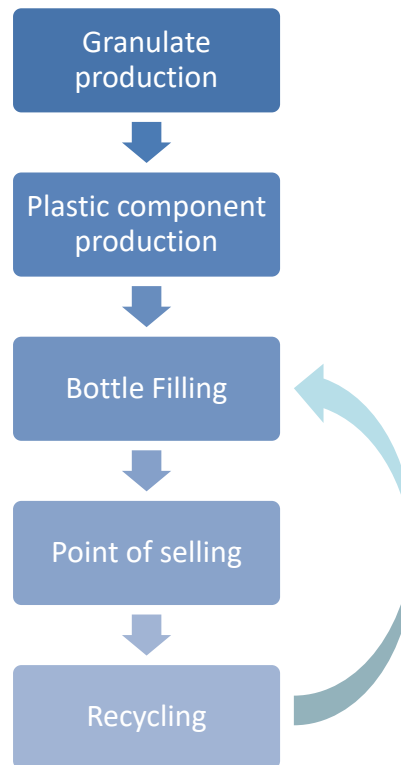 Granulate
production
Plastic component
production
Bottle Filling
Point of selling
Recycling